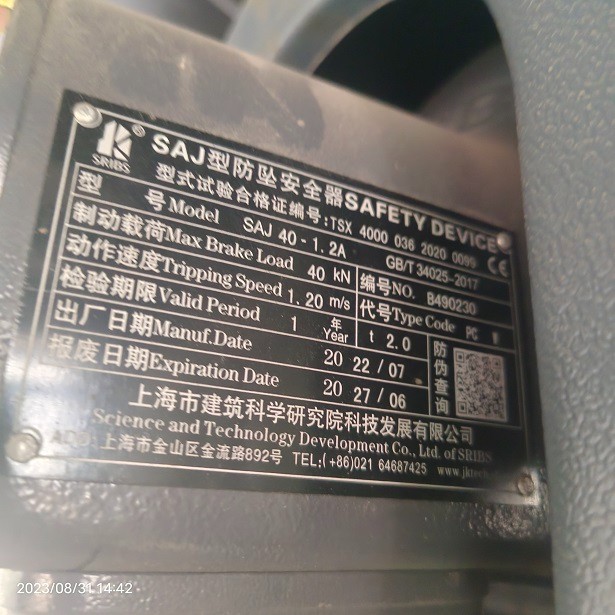 SRIBS
®
SAJ型防坠安全器SAFETY DEVICE
型式试验合格证编号:TSX 4000 036 2020 0099
GB/T 34025-2017
CE
型 号Model SAJ 40-1.2A
编号NO. B490230
制动载荷Max Brake Load 40 kN
代号Type Code PC
动作速度Tripping Speed 1.20 m/s
t 2.0
检验期限Valid Period 1 年 Year
防伪查询
出厂日期Manuf.Date 20 22 / 07
报废日期Expiration Date 20 27 / 06
上海市建筑科学研究院科技发展有限公司
Science and Technology Development Co., Ltd. of SRIBS
ADD:上海市金山区金流路892号 TEL:(+86)021 64687425
2023/08/31 14:42